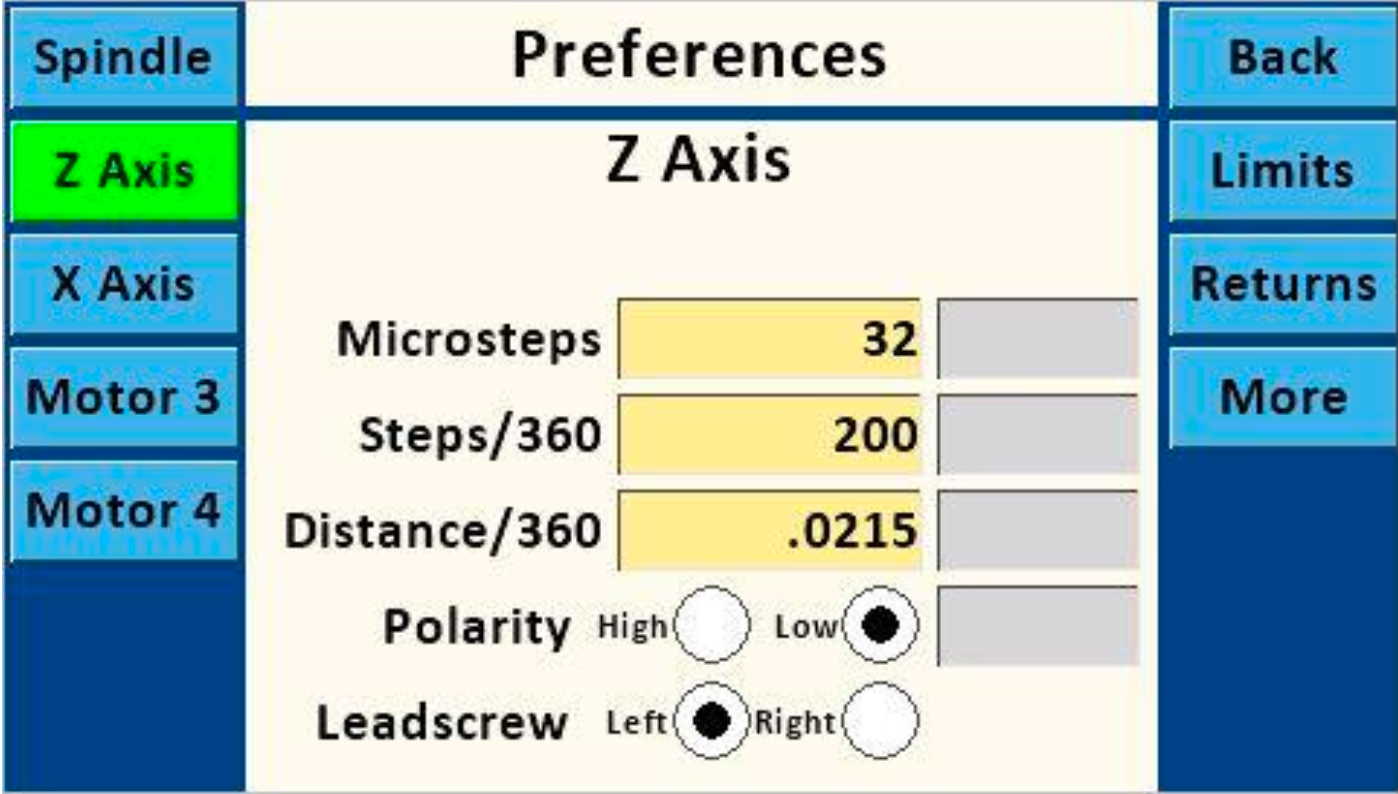 Spindle
Z Axis
X Axis
Motor 3
Motor 4
Preferences
Z Axis
Microsteps 32
Steps/360 200
Distance/360 .0215
Polarity High Low
Leadscrew Left Right
Back
Limits
Returns
More